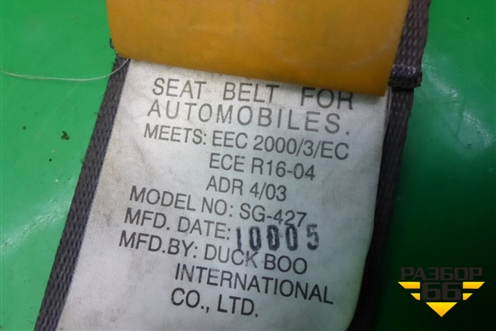 SEAT BELT FOR
AUTOMOBILES.
MEETS: EEC 2000/3/EC
ECE R16-04
ADR 4/03
MODEL NO: SG-427
MFD. DATE: 10005
MFD.BY: DUCK BOO
INTERNATIONAL
CO., LTD.
РАЗБОР
66